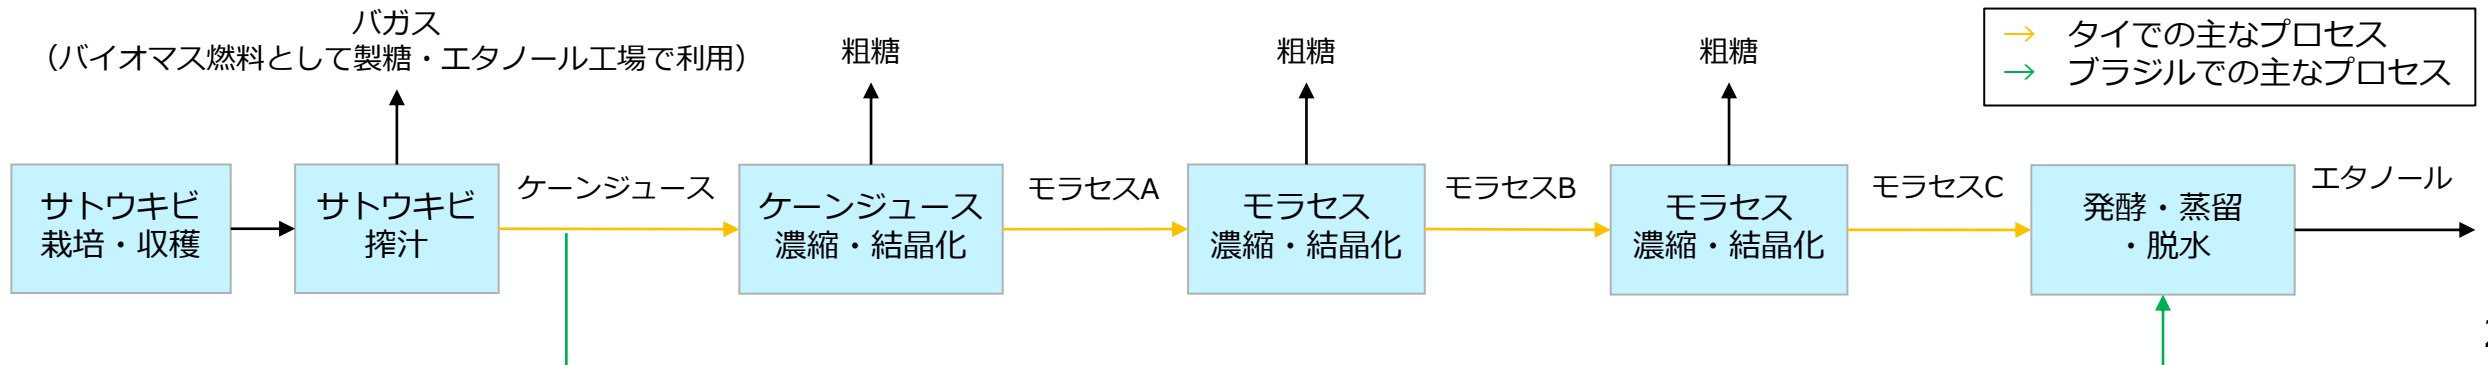 バガス
（バイオマス燃料として製糖・エタノール工場で利用）
粗糖
粗糖
粗糖
→ タイでの主なプロセス
→ ブラジルでの主なプロセス
サトウキビ
栽培・収穫
サトウキビ
搾汁
ケーンジュース
ケーンジュース
濃縮・結晶化
モラセスA
モラセス
濃縮・結晶化
モラセスB
モラセス
濃縮・結晶化
モラセスC
発酵・蒸留
・脱水
エタノール